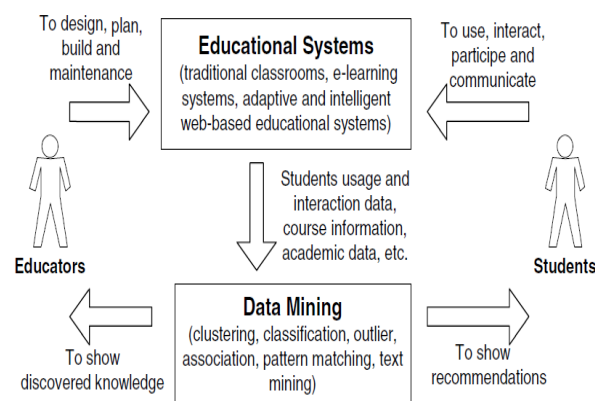 To design, plan,
build and
maintenance
Educational Systems
(traditional classrooms, e-learning
systems, adaptive and intelligent
web-based educational systems)
To use, interact,
participe and
communicate
Students usage and
interaction data,
course information,
academic data, etc.
Educators
Students
Data Mining
(clustering, classification, outlier,
association, pattern matching, text
mining)
To show
discovered knowledge
To show
recommendations